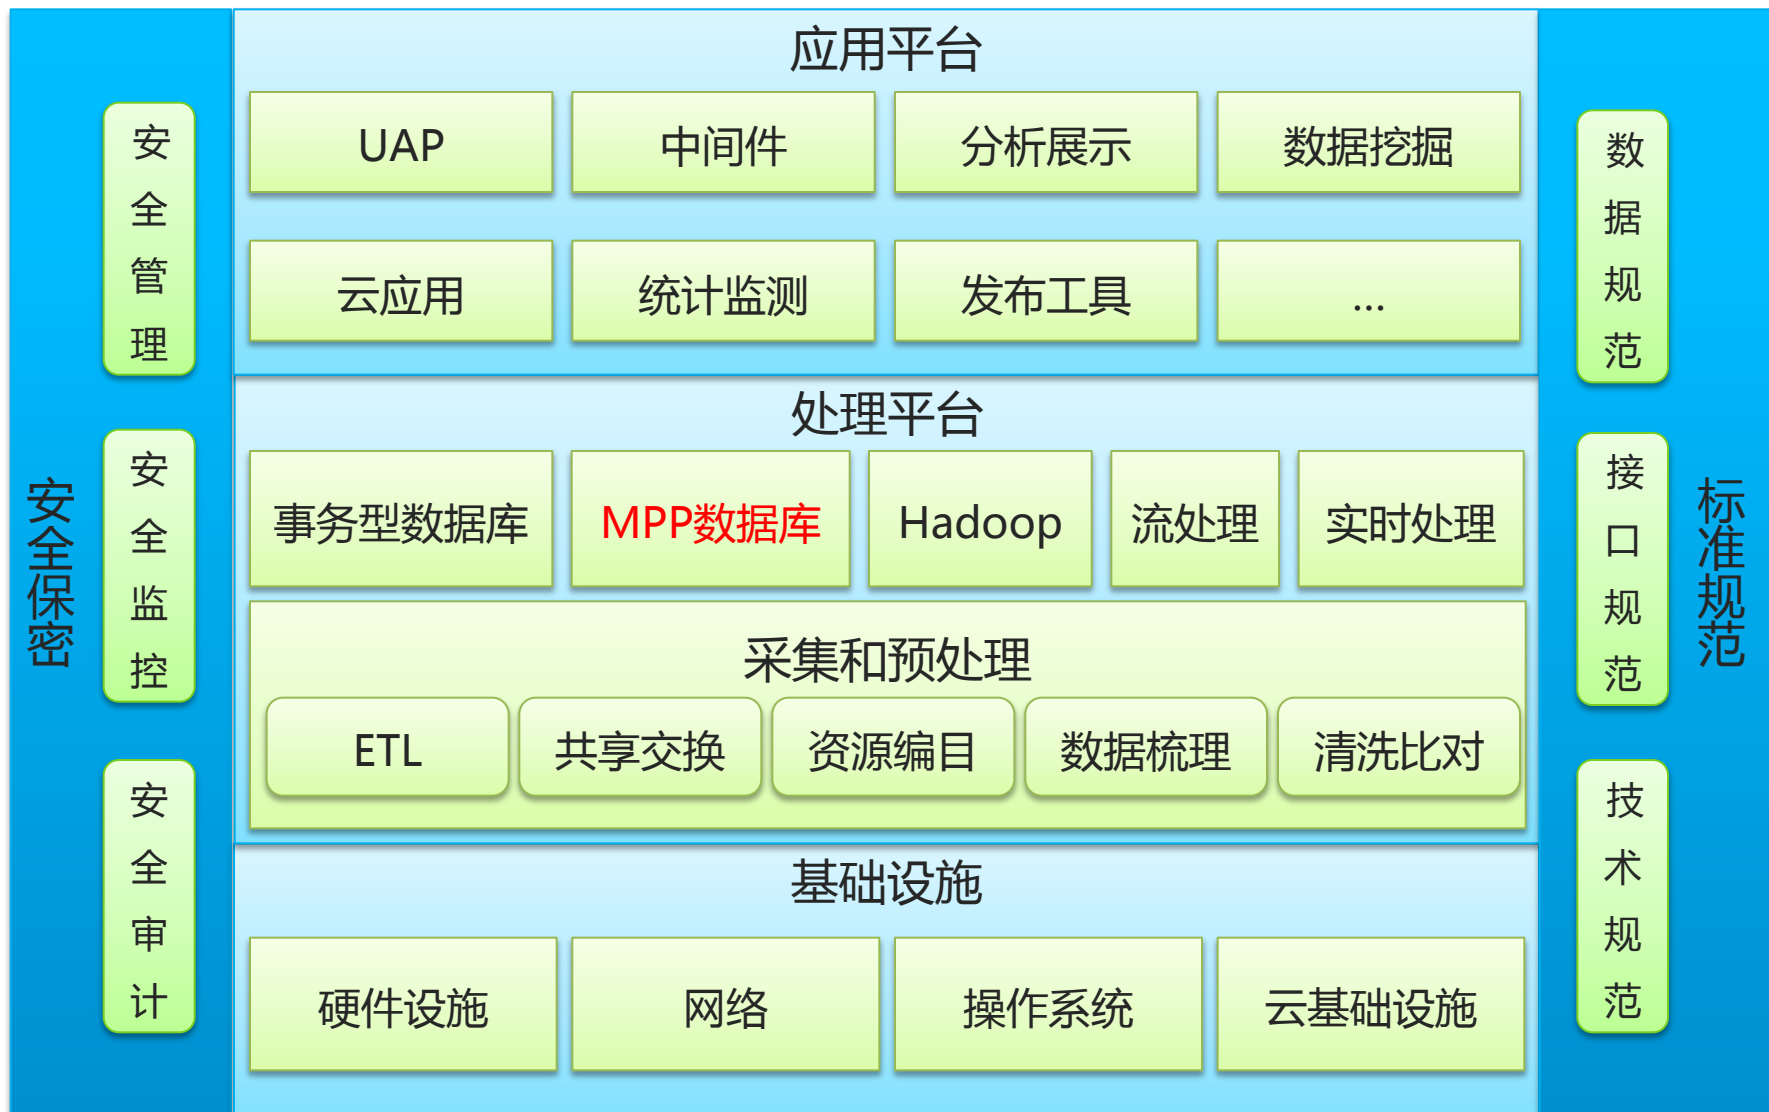 应用平台
UAP
中间件
分析展示
数据挖掘
云应用
统计监测
发布工具
...
处理平台
事务型数据库
MPP数据库
Hadoop
流处理
实时处理
采集和预处理
ETL
共享交换
资源编目
数据梳理
清洗比对
基础设施
硬件设施
网络
操作系统
云基础设施
安全保密
安全管理
安全监控
安全审计
数据规范
接口规范
技术规范
标准规范